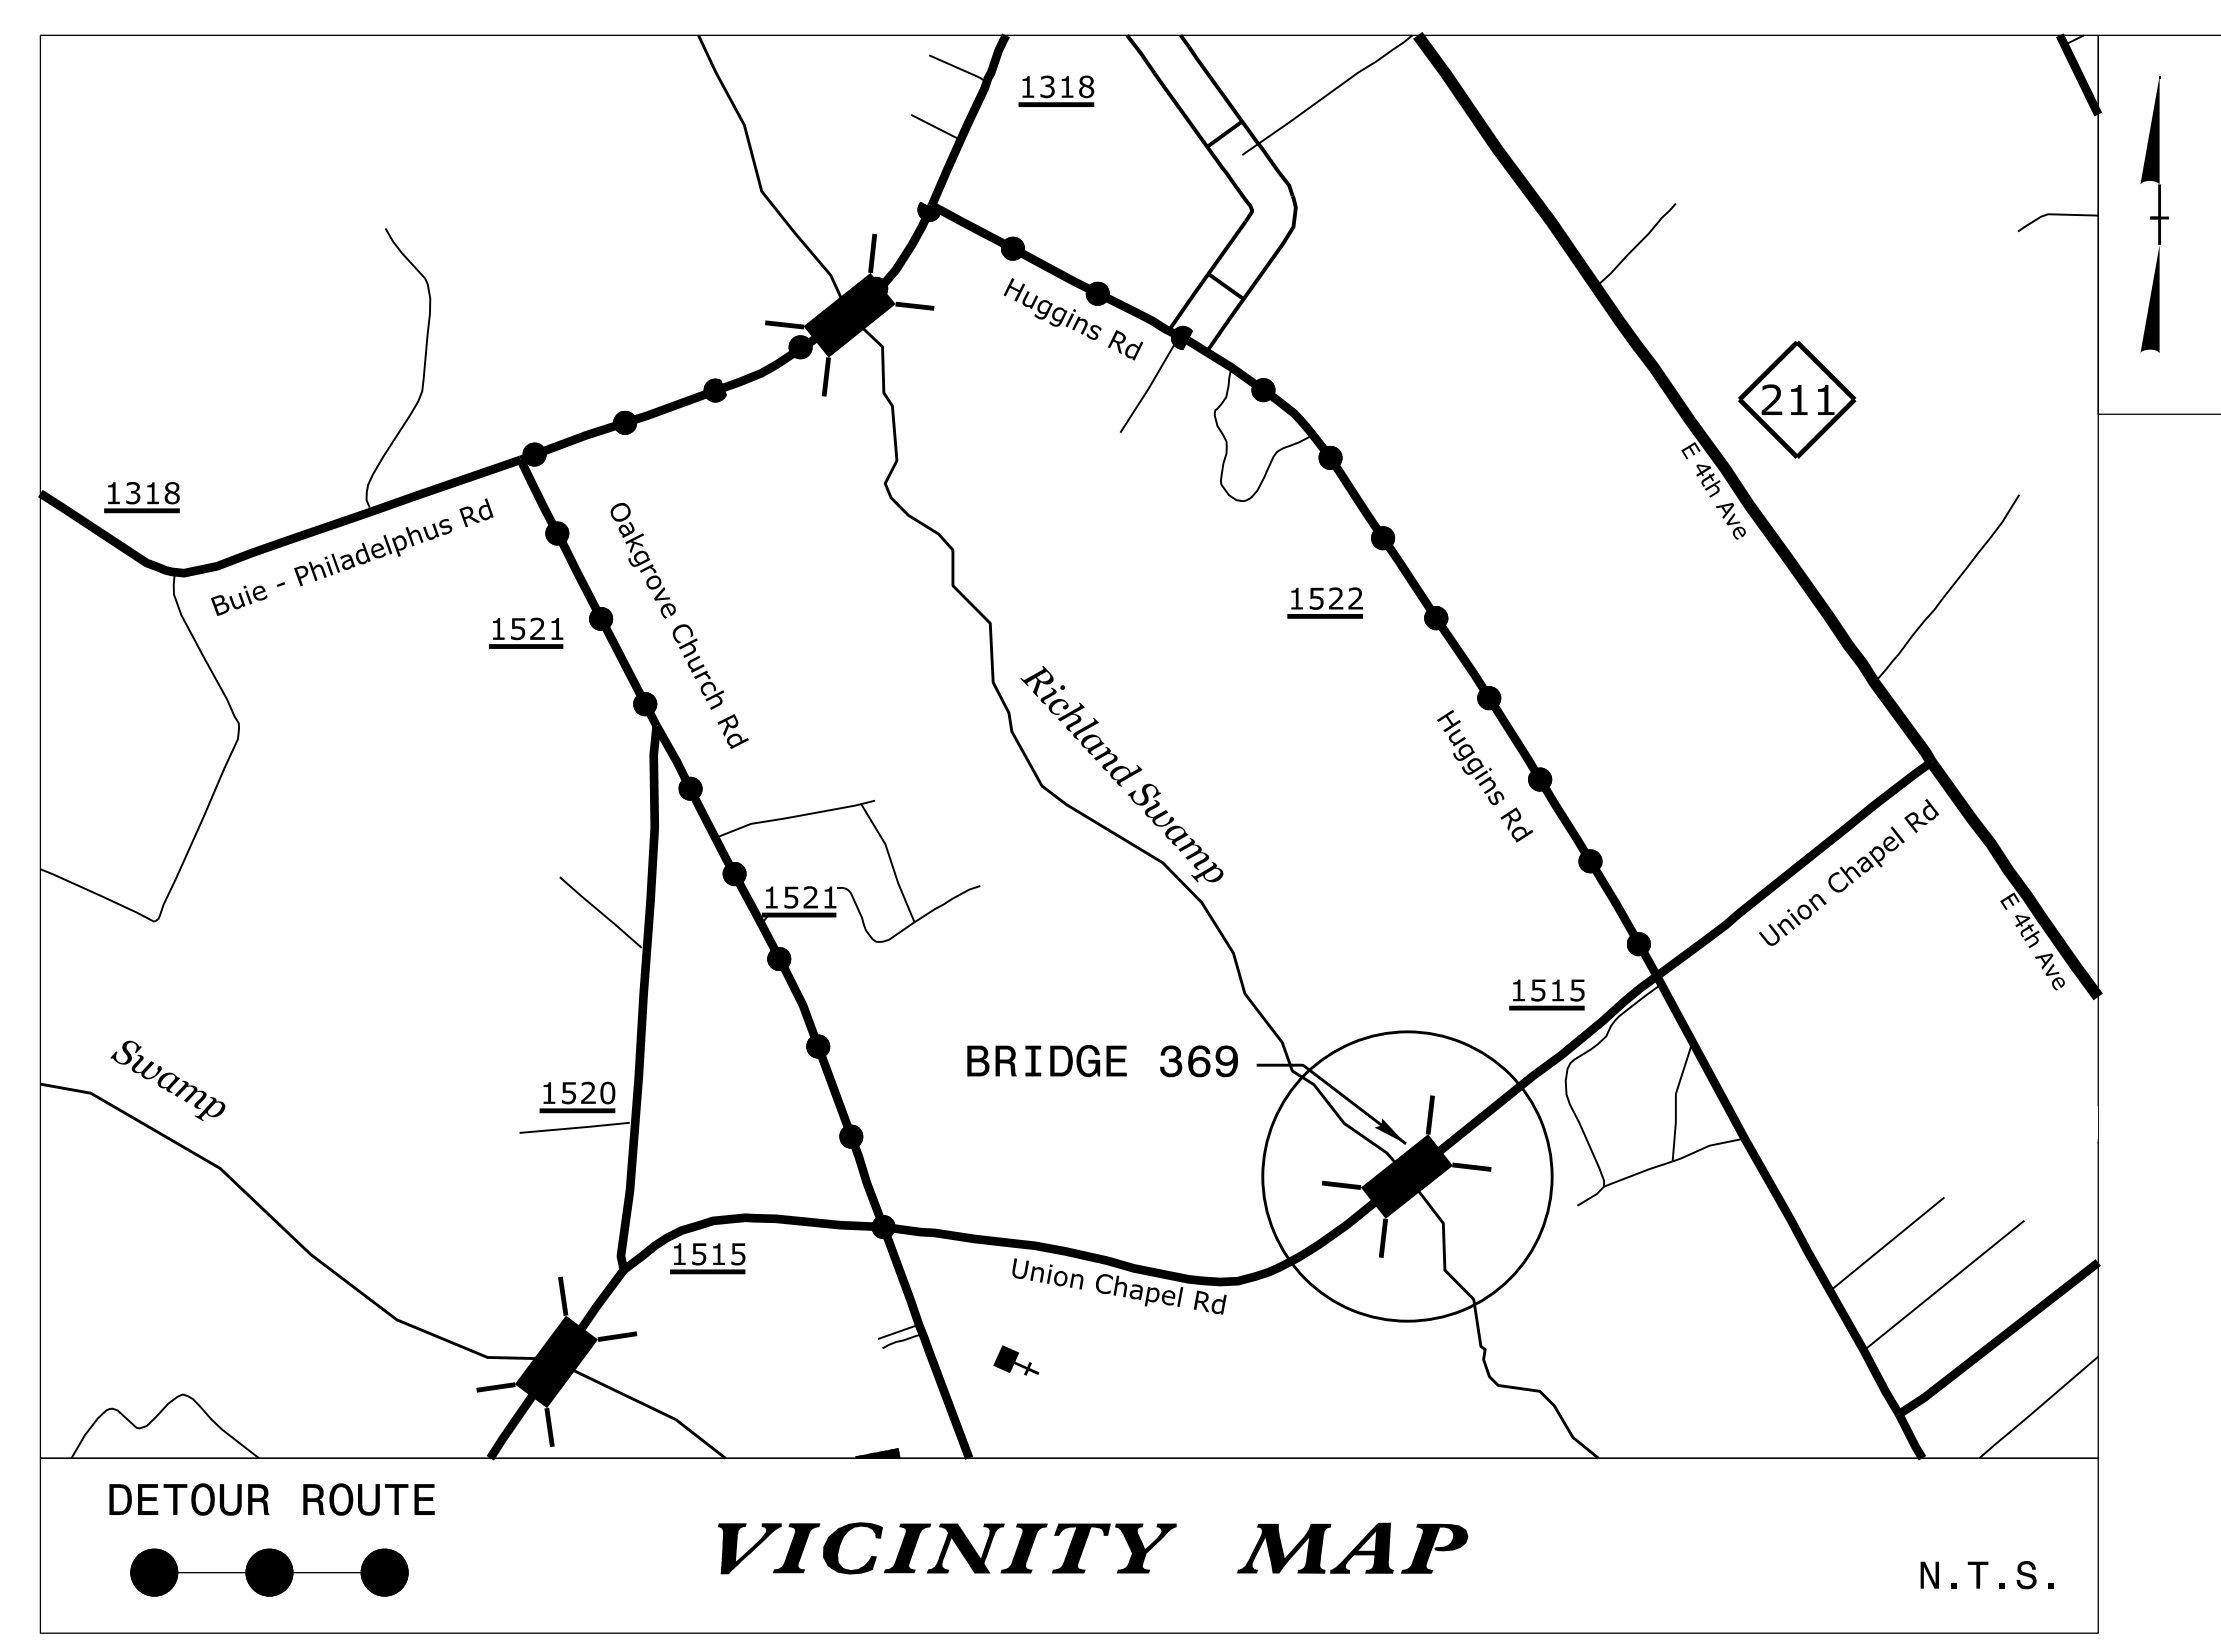 1318
Huggins Rd
211
E 4th Ave
1318
Buie - Philadelphus Rd
Oakgrove Church Rd
1521
1522
Richland Swamp
Huggins Rd
Union Chapel Rd
1521
E 4th Ave
1515
BRIDGE 369
Swamp
1520
1515
Union Chapel Rd
DETOUR ROUTE
VICINITY MAP
N.T.S.